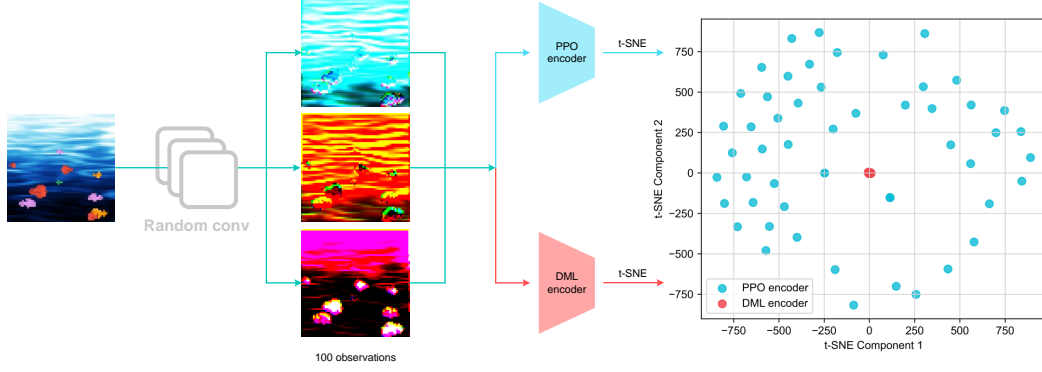 Random conv
100 observations
PPO
encoder
t-SNE
DML
encoder
t-SNE
t-SNE Component 2
750
500
250
0
−250
−500
−750
PPO encoder
DML encoder
−750
−500
−250
0
250
500
750
t-SNE Component 1